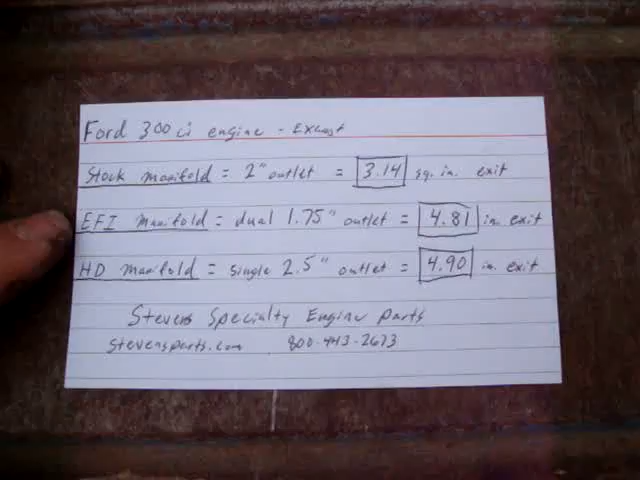 Ford 300 ci engine - Exhaust
Stock manifold = 2" outlet = 3.14 sq. in. exit
EFI manifold = dual 1.75" outlet = 4.81 in. exit
HD manifold = single 2.5" outlet = 4.90 in. exit
Stevens Specialty Engine Parts
stevensparts.com 800-443-2673